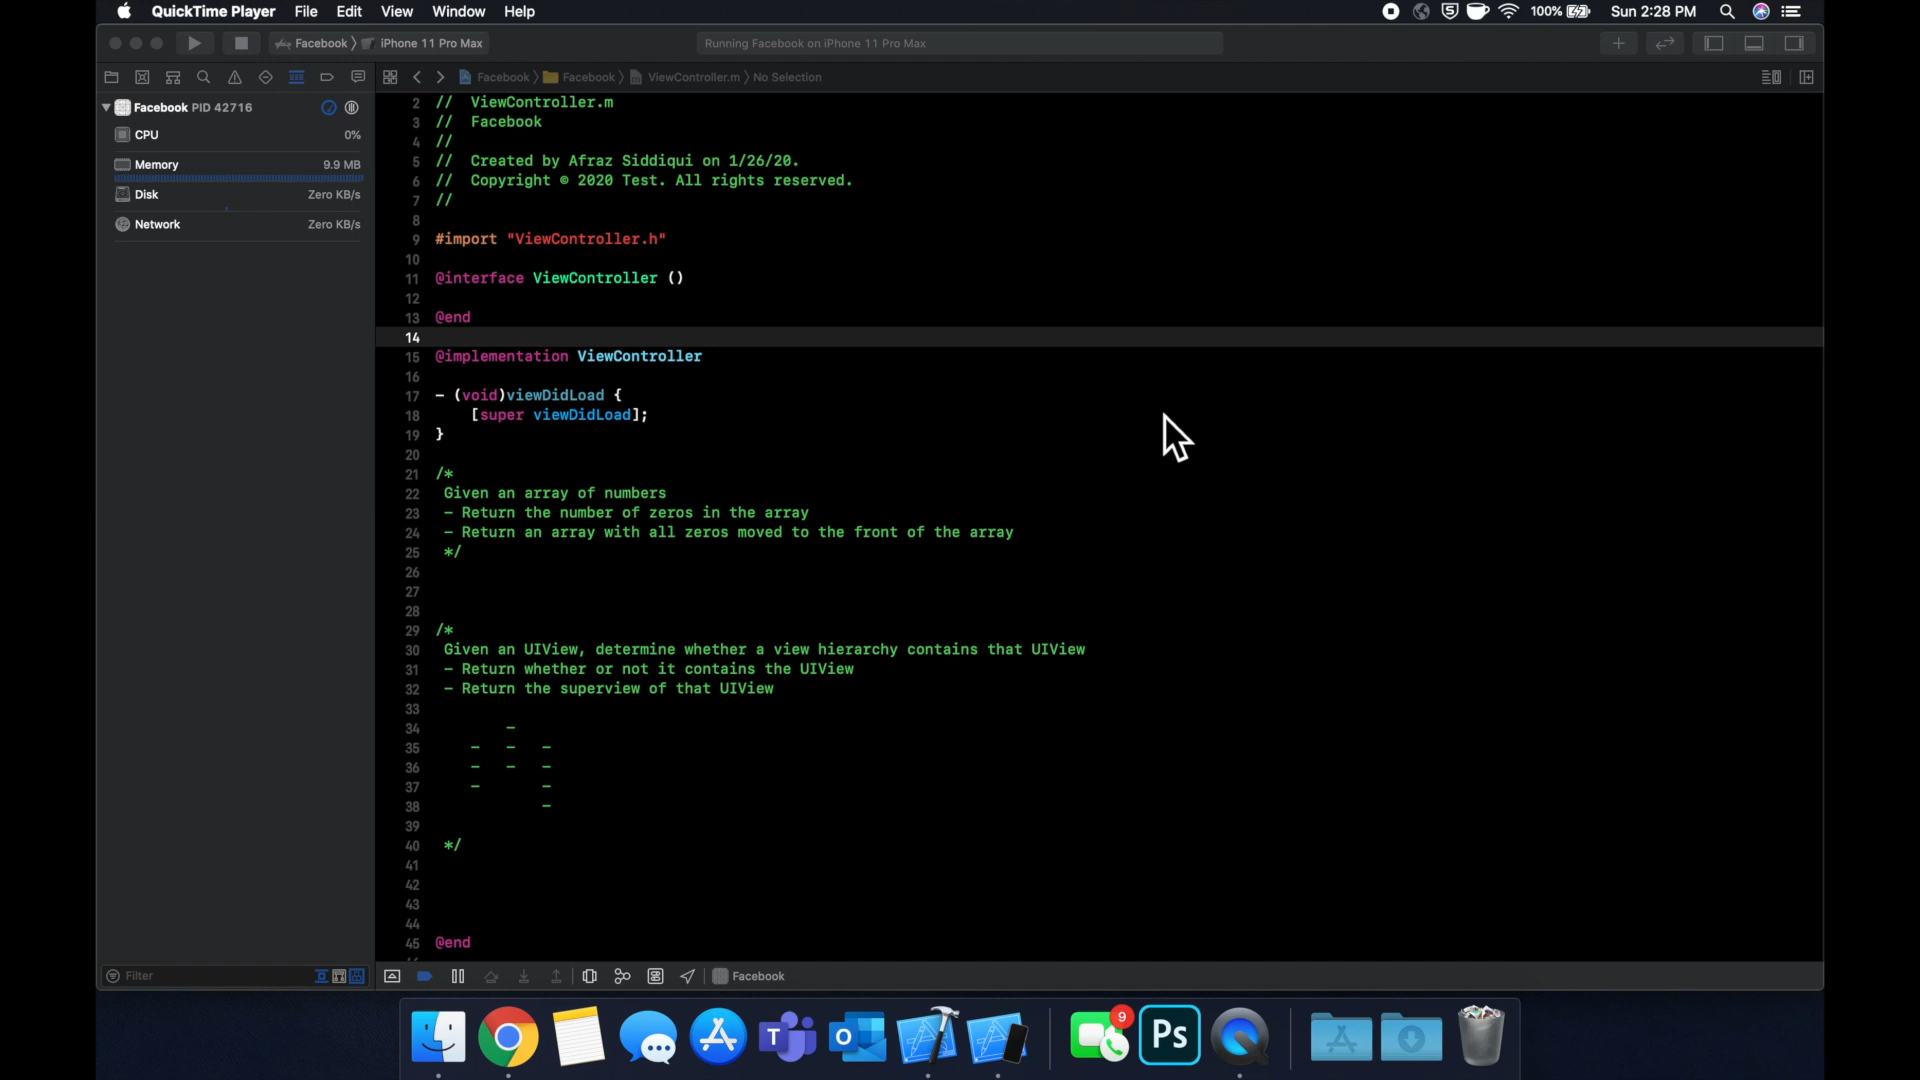 QuickTime Player File Edit View Window Help 100% Sun 2:28 PM
Facebook iPhone 11 Pro Max Running Facebook on iPhone 11 Pro Max
Facebook Facebook ViewController.m No Selection
Facebook PID 42716
CPU 0%
Memory 9.9 MB
Disk Zero KB/s
Network Zero KB/s
2 // ViewController.m
3 // Facebook
4 //
5 // Created by Afraz Siddiqui on 1/26/20.
6 // Copyright © 2020 Test. All rights reserved.
7 //
8
9 #import "ViewController.h"
10
11 @interface ViewController ()
12
13 @end
14
15 @implementation ViewController
16
17 - (void)viewDidLoad {
18 [super viewDidLoad];
19 }
20
21 /*
22 Given an array of numbers
23 - Return the number of zeros in the array
24 - Return an array with all zeros moved to the front of the array
25 */
26
27
28
29 /*
30 Given an UIView, determine whether a view hierarchy contains that UIView
31 - Return whether or not it contains the UIView
32 - Return the superview of that UIView
33
34 -
35 - - -
36 - - -
37 - -
38 -
39
40 */
41
42
43
44
45 @end
Filter Facebook
T O 9 Ps